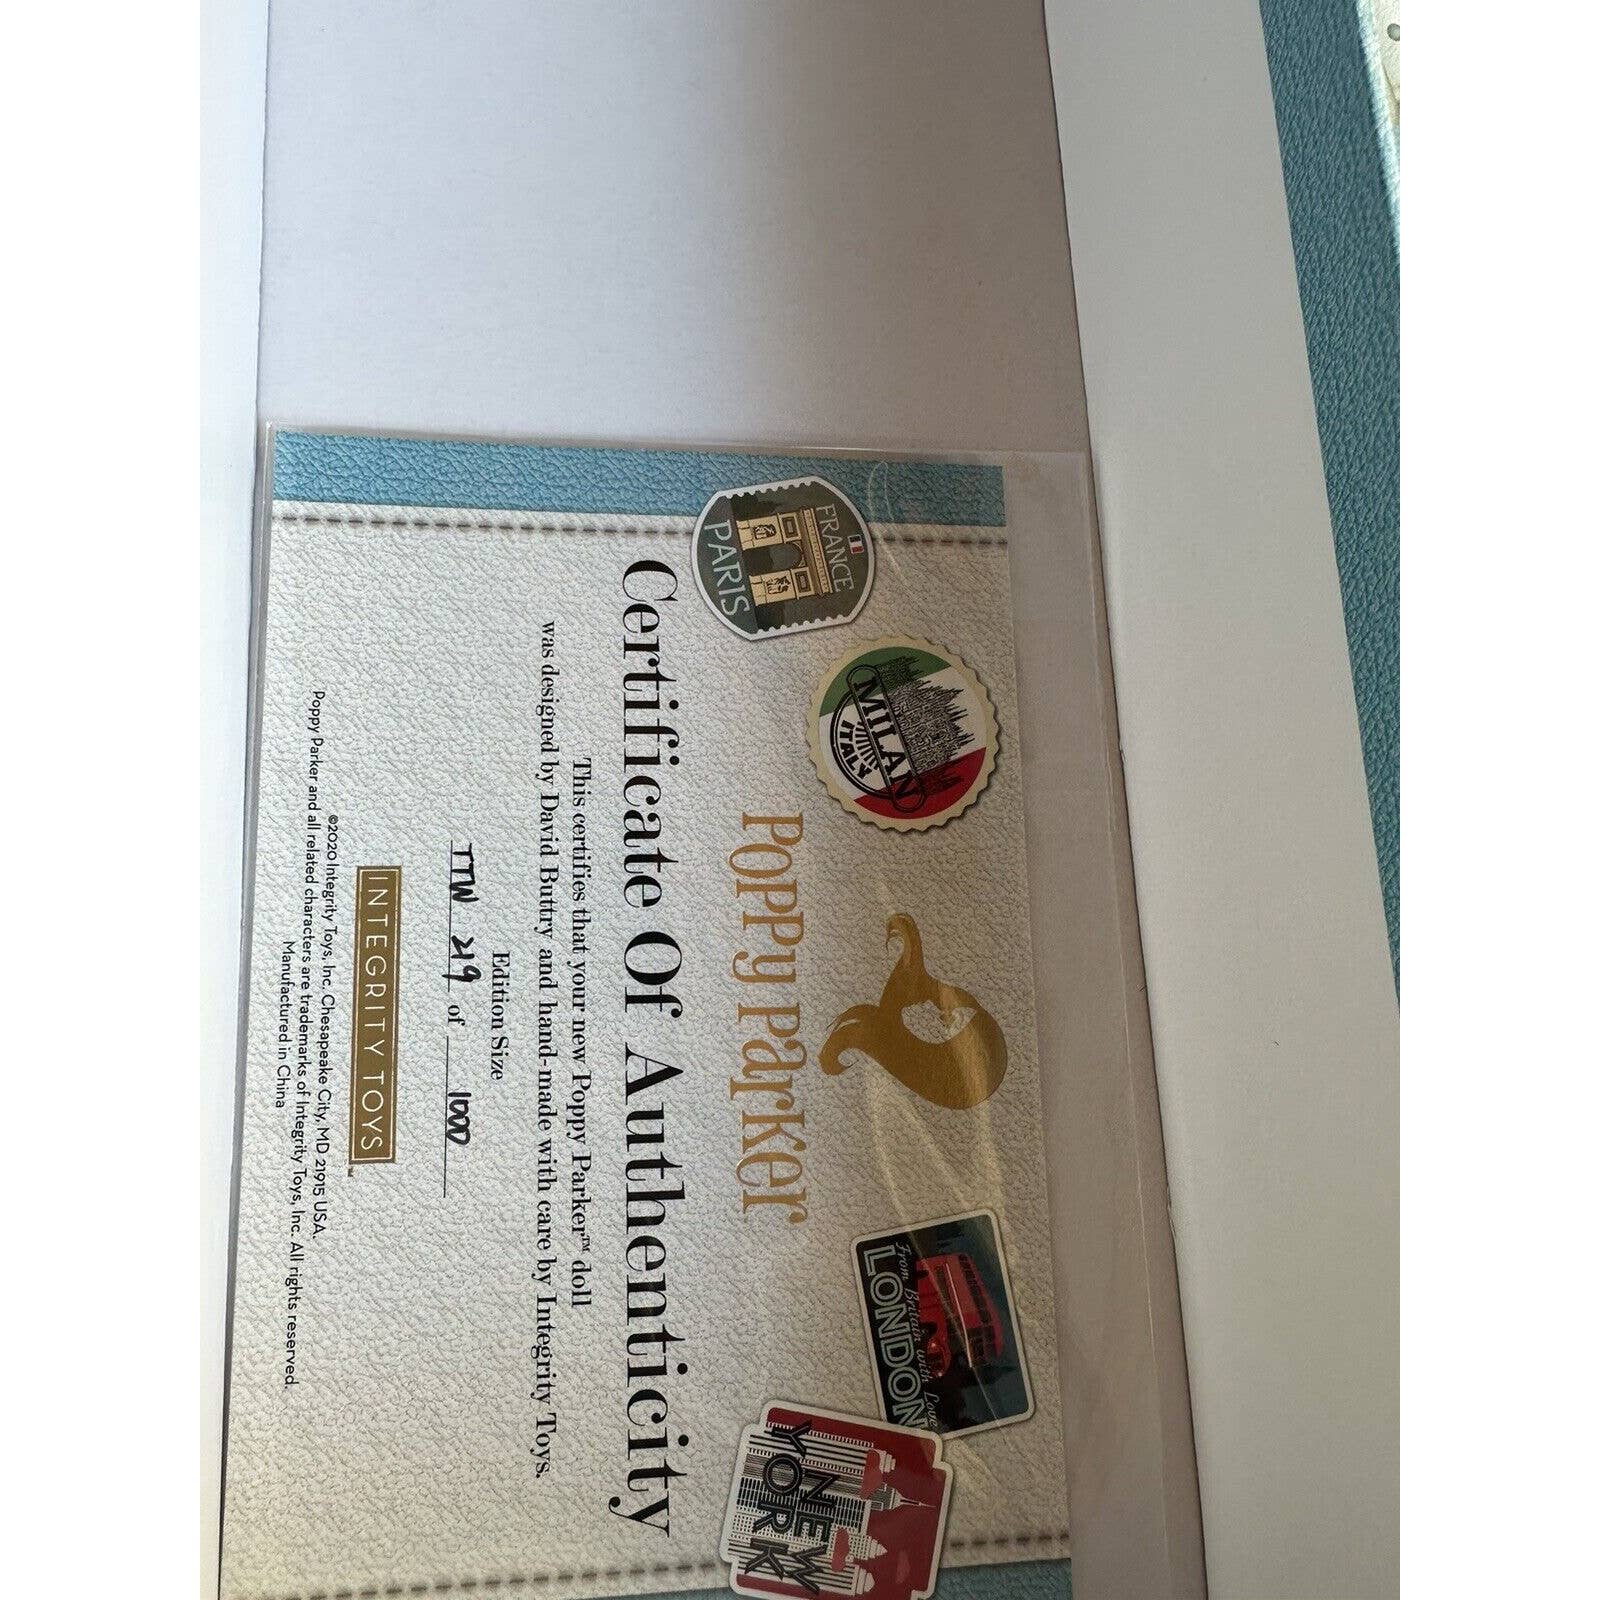 FRANCE
PARIS
MILAN
ITALY
From Britain with Love
LONDON
NEW
YORK
POPPY PARKER
Certificate Of Authenticity
This certifies that your new Poppy Parker™ doll
was designed by David Buttry and hand-made with care by Integrity Toys.
Edition Size
TTW 219 of 1000
INTEGRITY TOYS™
©2020 Integrity Toys, Inc. Chesapeake City, MD 21915 USA.
Poppy Parker and all related characters are trademarks of Integrity Toys, Inc. All rights reserved.
Manufactured in China